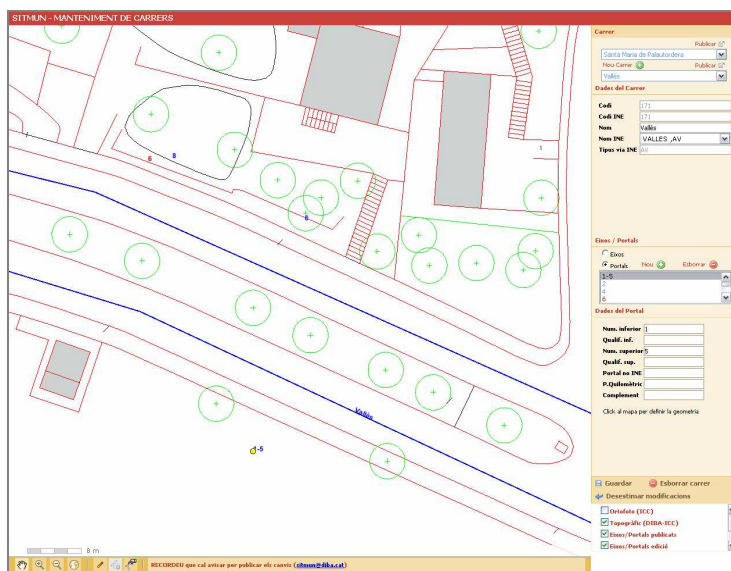 SITMUN - MANTENIMENT DE CARRERS
Carrer
Publicar
Santa Maria de Palautordera
Nou Carrer
Publicar
Vallès
Dades del Carrer
Codi 171
Codi INE 171
Nom Vallès
Nom INE VALLES ,AV
Tipus via INE AV
Eixos / Portals
Eixos
Portals Nou Esborrar
1-5
2
4
6
Dades del Portal
Num. inferior 1
Qualif. inf.
Num. superior 5
Qualif. sup.
Portal no INE
P.Quilomètric
Complement
Click al mapa per definir la geometria
Guardar Esborrar carrer
Desestimar modificacions
Ortofoto (ICC)
Topogràfic (DIBA-ICC)
Eixos/Portals publicats
Eixos/Portals edició
6
8
6
1
Vallès
1-5
8 m
RECORDEU que cal avisar per publicar els canvis (sitmun@diba.cat)